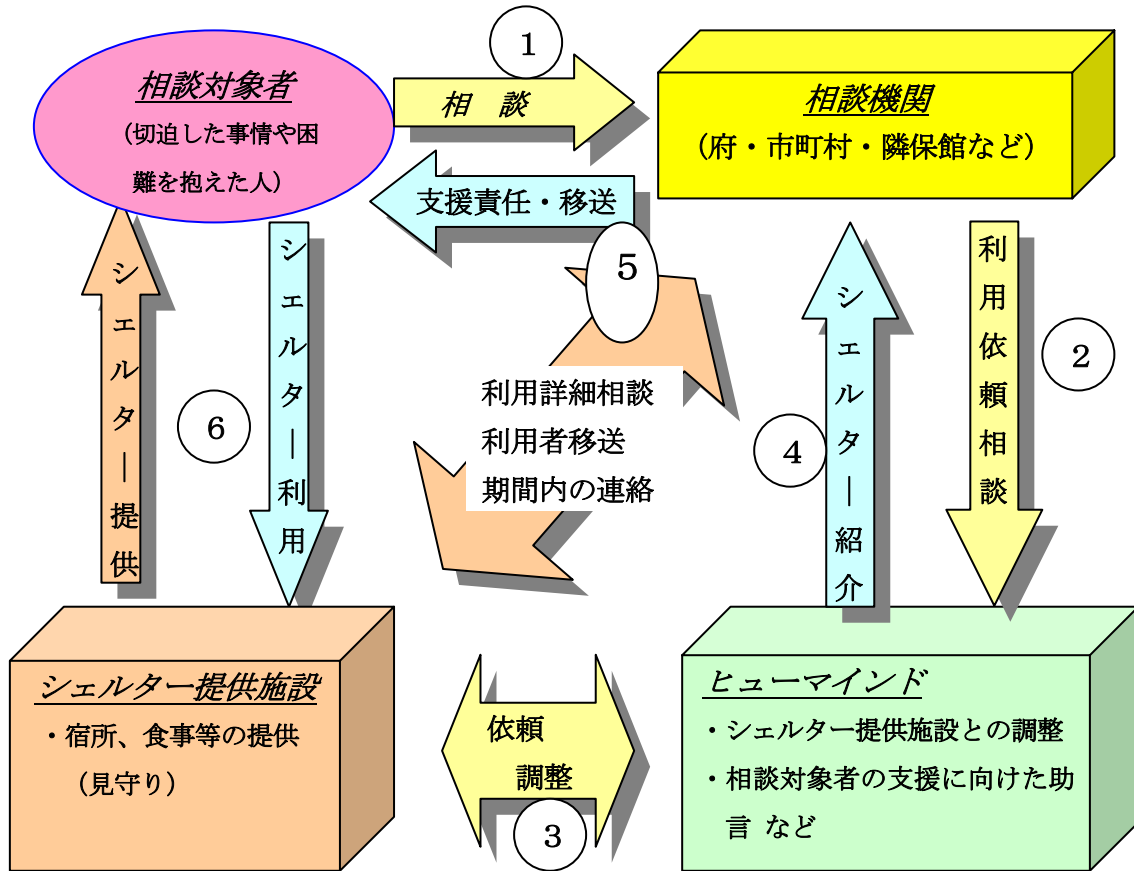 1
相談対象者
(切迫した事情や困
難を抱えた人)
相　談
相談機関
（府・市町村・隣保館など）
支援責任・移送
5
シェルター提供
シェルター利用
6
利用詳細相談
利用者移送
期間内の連絡
シェルター紹介
4
利用依頼相談
2
シェルター提供施設
・宿所、食事等の提供
（見守り）
依頼
調整
3
ヒューマインド
・シェルター提供施設との調整
・相談対象者の支援に向けた助
言 など